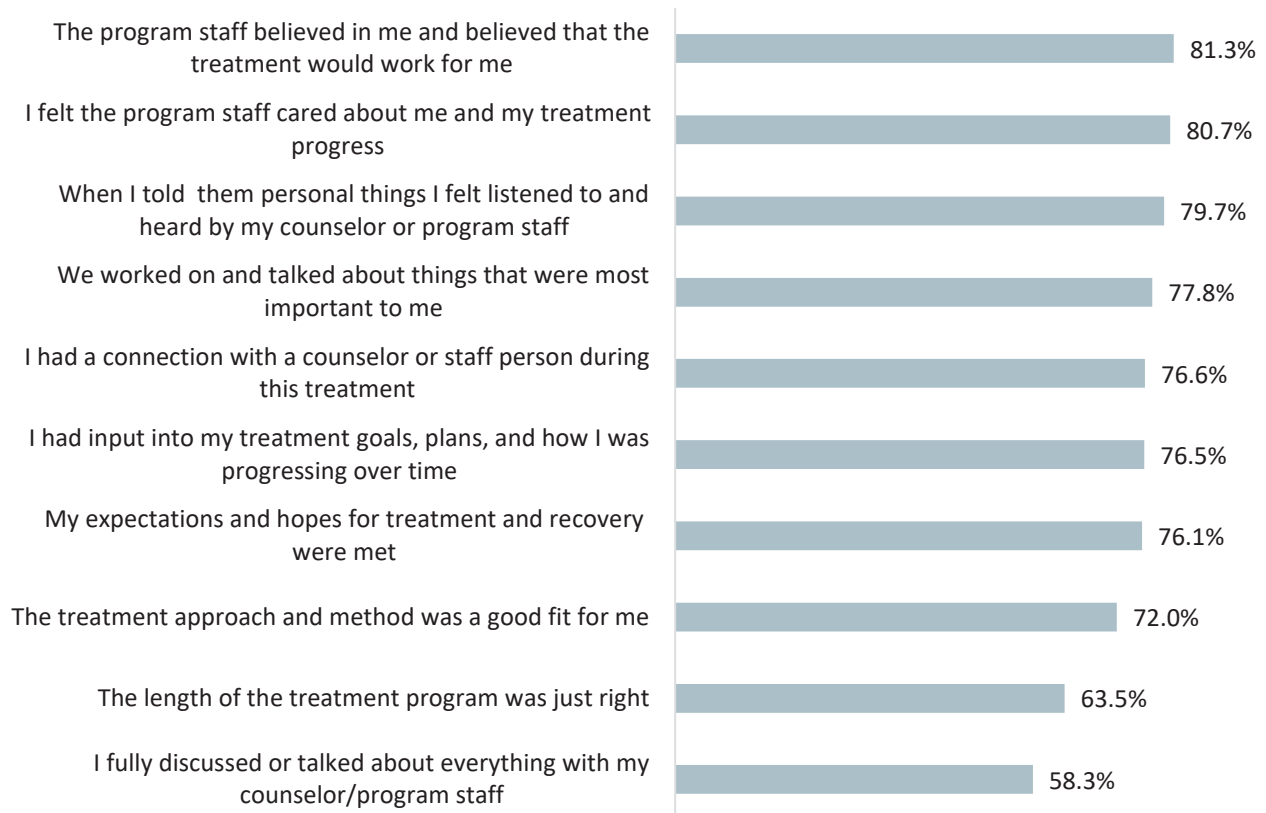 The program staff believed in me and believed that the
treatment would work for me
81.3%
I felt the program staff cared about me and my treatment
progress
80.7%
When I told  them personal things I felt listened to and
heard by my counselor or program staff
79.7%
We worked on and talked about things that were most
important to me
77.8%
I had a connection with a counselor or staff person during
this treatment
76.6%
I had input into my treatment goals, plans, and how I was
progressing over time
76.5%
My expectations and hopes for treatment and recovery
were met
76.1%
The treatment approach and method was a good fit for me
72.0%
The length of the treatment program was just right
63.5%
I fully discussed or talked about everything with my
counselor/program staff
58.3%